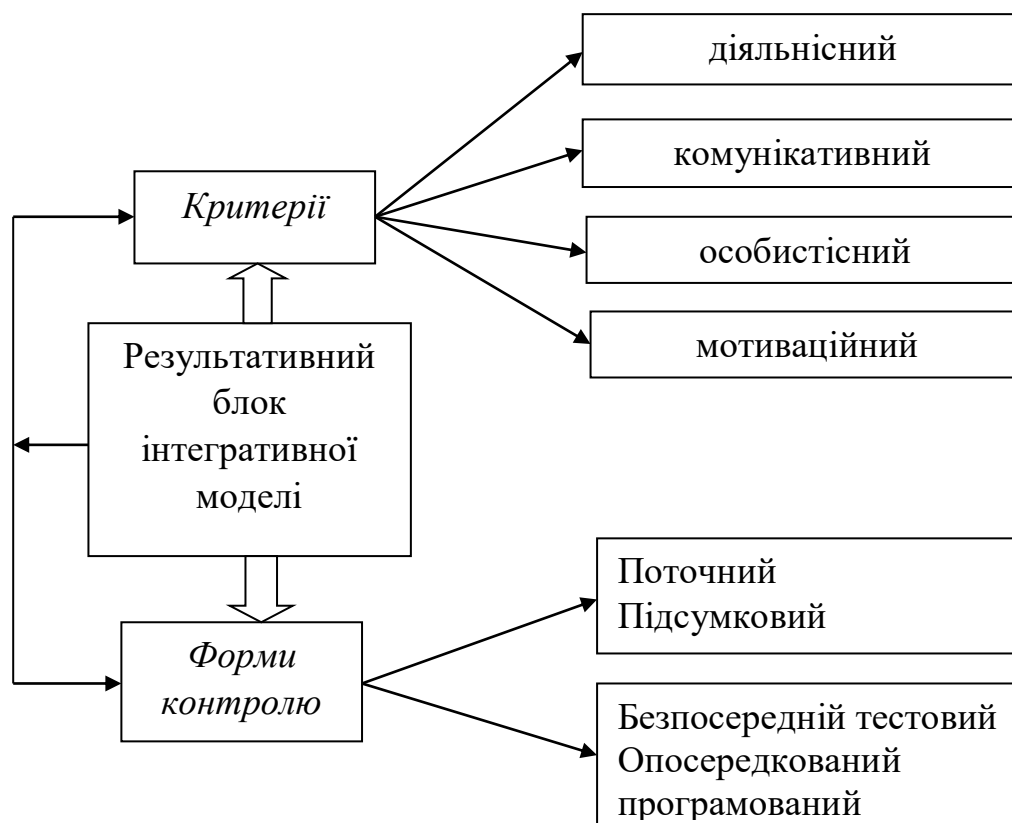 діяльнісний
комунікативний
Критерії
особистісний
мотиваційний
Результативний
блок
інтегративної
моделі
Поточний
Підсумковий
Форми
контролю
Безпосередній тестовий
Опосередкований
програмований